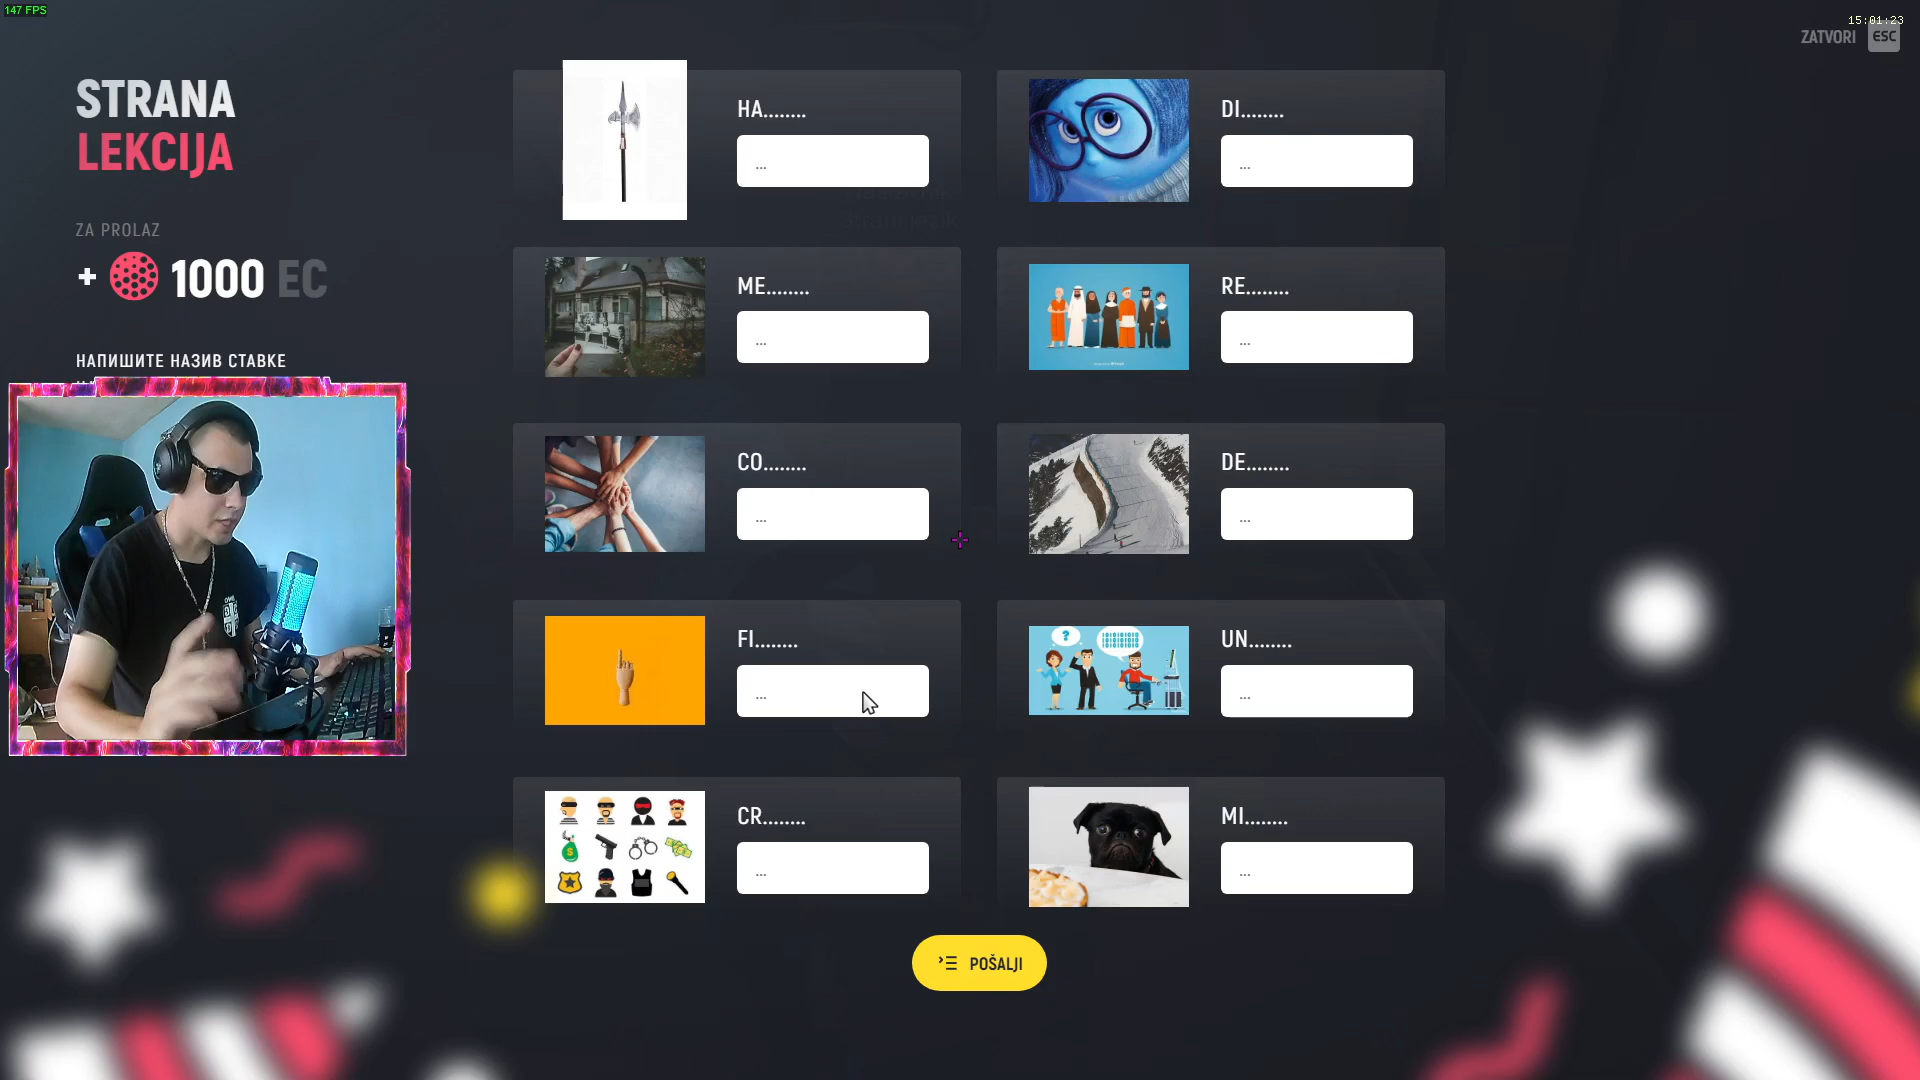 147 FPS
15:01:23
ZATVORI ESC
STRANA
LEKCIJA
ZA PROLAZ
+ 1000 EC
НАПИШИТЕ НАЗИВ СТАВКЕ
HA........
...
DI........
...
ME........
...
RE........
...
CO........
...
DE........
...
FI........
...
UN........
...
CR........
...
MI........
...
POŠALJI